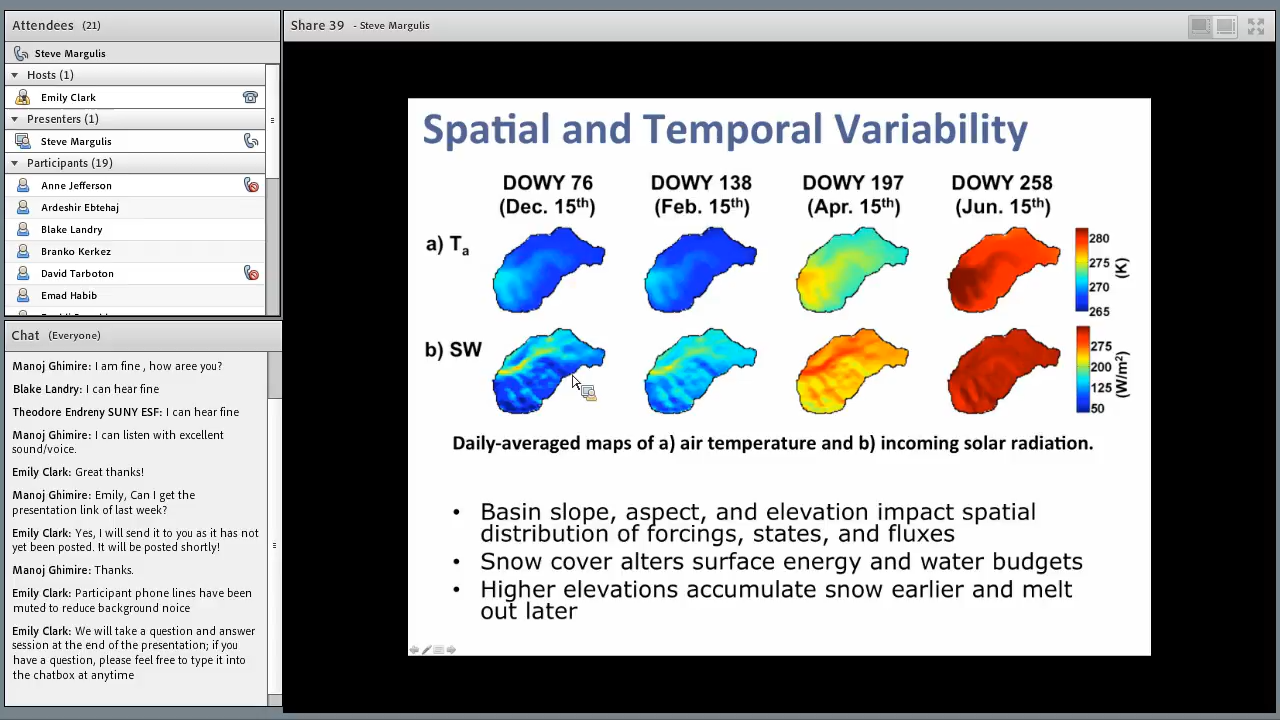 Attendees (21)
Steve Margulis
Hosts (1)
Emily Clark
Presenters (1)
Steve Margulis
Participants (19)
Anne Jefferson
Ardeshir Ebtehaj
Blake Landry
Branko Kerkez
David Tarboton
Emad Habib
Chat (Everyone)
Manoj Ghimire: I am fine , how aree you?
Blake Landry: I can hear fine
Theodore Endreny SUNY ESF: I can hear fine
Manoj Ghimire: I can listen with excellent
sound/voice.
Emily Clark: Great thanks!
Manoj Ghimire: Emily, Can I get the
presentation link of last week?
Emily Clark: Yes, I will send it to you as it has not
yet been posted. It will be posted shortly!
Manoj Ghimire: Thanks.
Emily Clark: Participant phone lines have been
muted to reduce background noice
Emily Clark: We will take a question and answer
session at the end of the presentation; if you
have a question, please feel free to type it into
the chatbox at anytime
Share 39 - Steve Margulis
Spatial and Temporal Variability
DOWY 76 DOWY 138 DOWY 197 DOWY 258
(Dec. 15th) (Feb. 15th) (Apr. 15th) (Jun. 15th)
a) Ta
280
275
270
265
(K)
b) SW
275
200
125
50
(W/m²)
Daily-averaged maps of a) air temperature and b) incoming solar radiation.
• Basin slope, aspect, and elevation impact spatial
distribution of forcings, states, and fluxes
• Snow cover alters surface energy and water budgets
• Higher elevations accumulate snow earlier and melt
out later